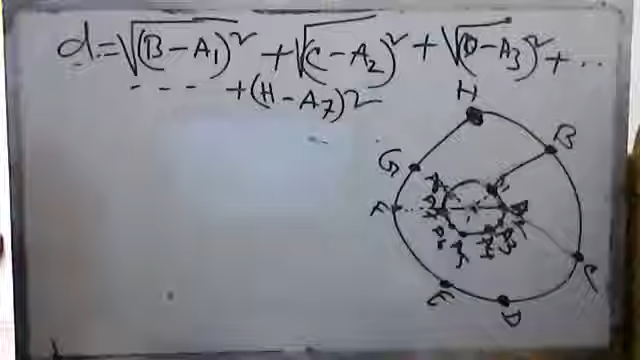 d = √(B-A₁)² + √(C-A₂)² + √(D-A₃)² + ...
- - - - + (H-A₇)²
H
B
G
F
C
E
D